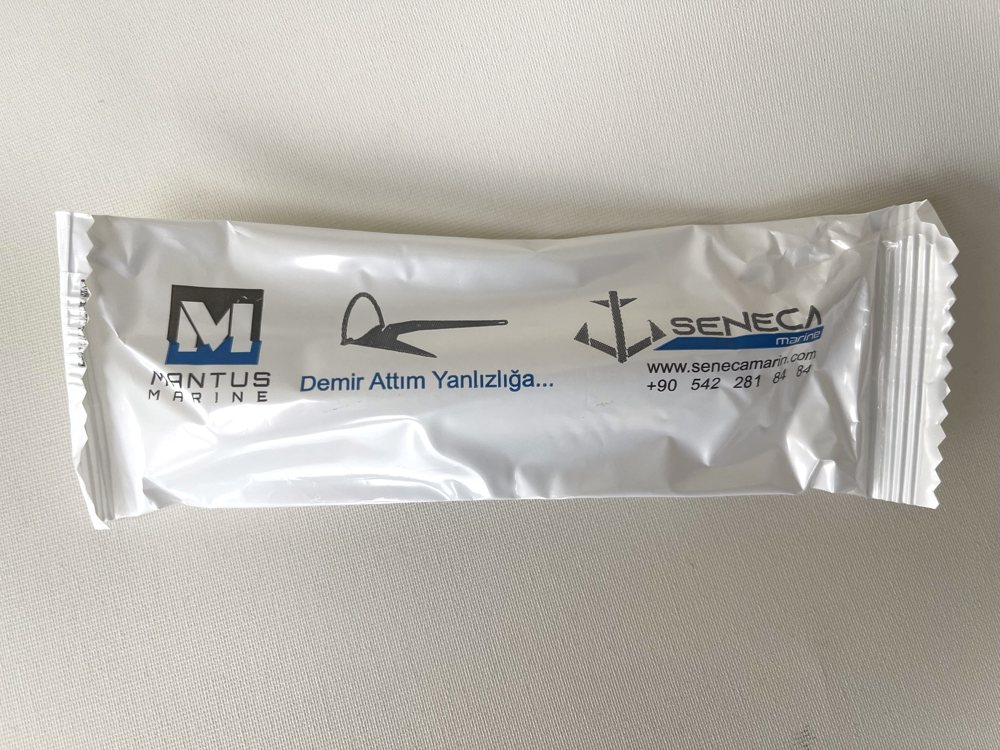 M
MANTUS
MARINE
Demir Attım Yanlızlığa...
SENECA
marine
www.senecamarin.com
+90 542 281 84 84